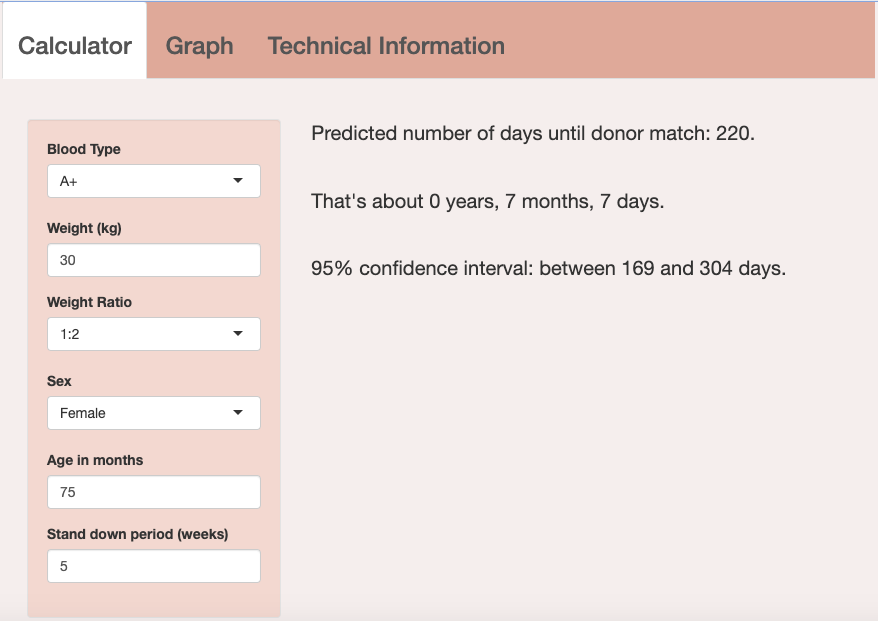 Calculator Graph Technical Information
Blood Type
A+
Weight (kg)
30
Weight Ratio
1:2
Sex
Female
Age in months
75
Stand down period (weeks)
5
Predicted number of days until donor match: 220.
That's about 0 years, 7 months, 7 days.
95% confidence interval: between 169 and 304 days.